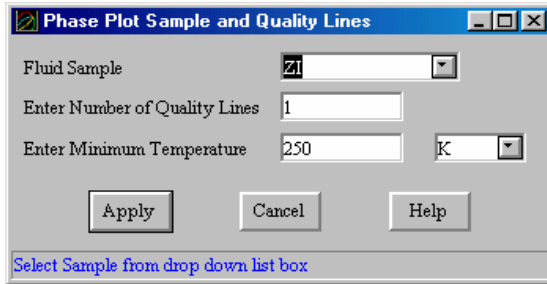 Phase Plot Sample and Quality Lines
Fluid Sample ZI
Enter Number of Quality Lines 1
Enter Minimum Temperature 250 K
Apply Cancel Help
Select Sample from drop down list box